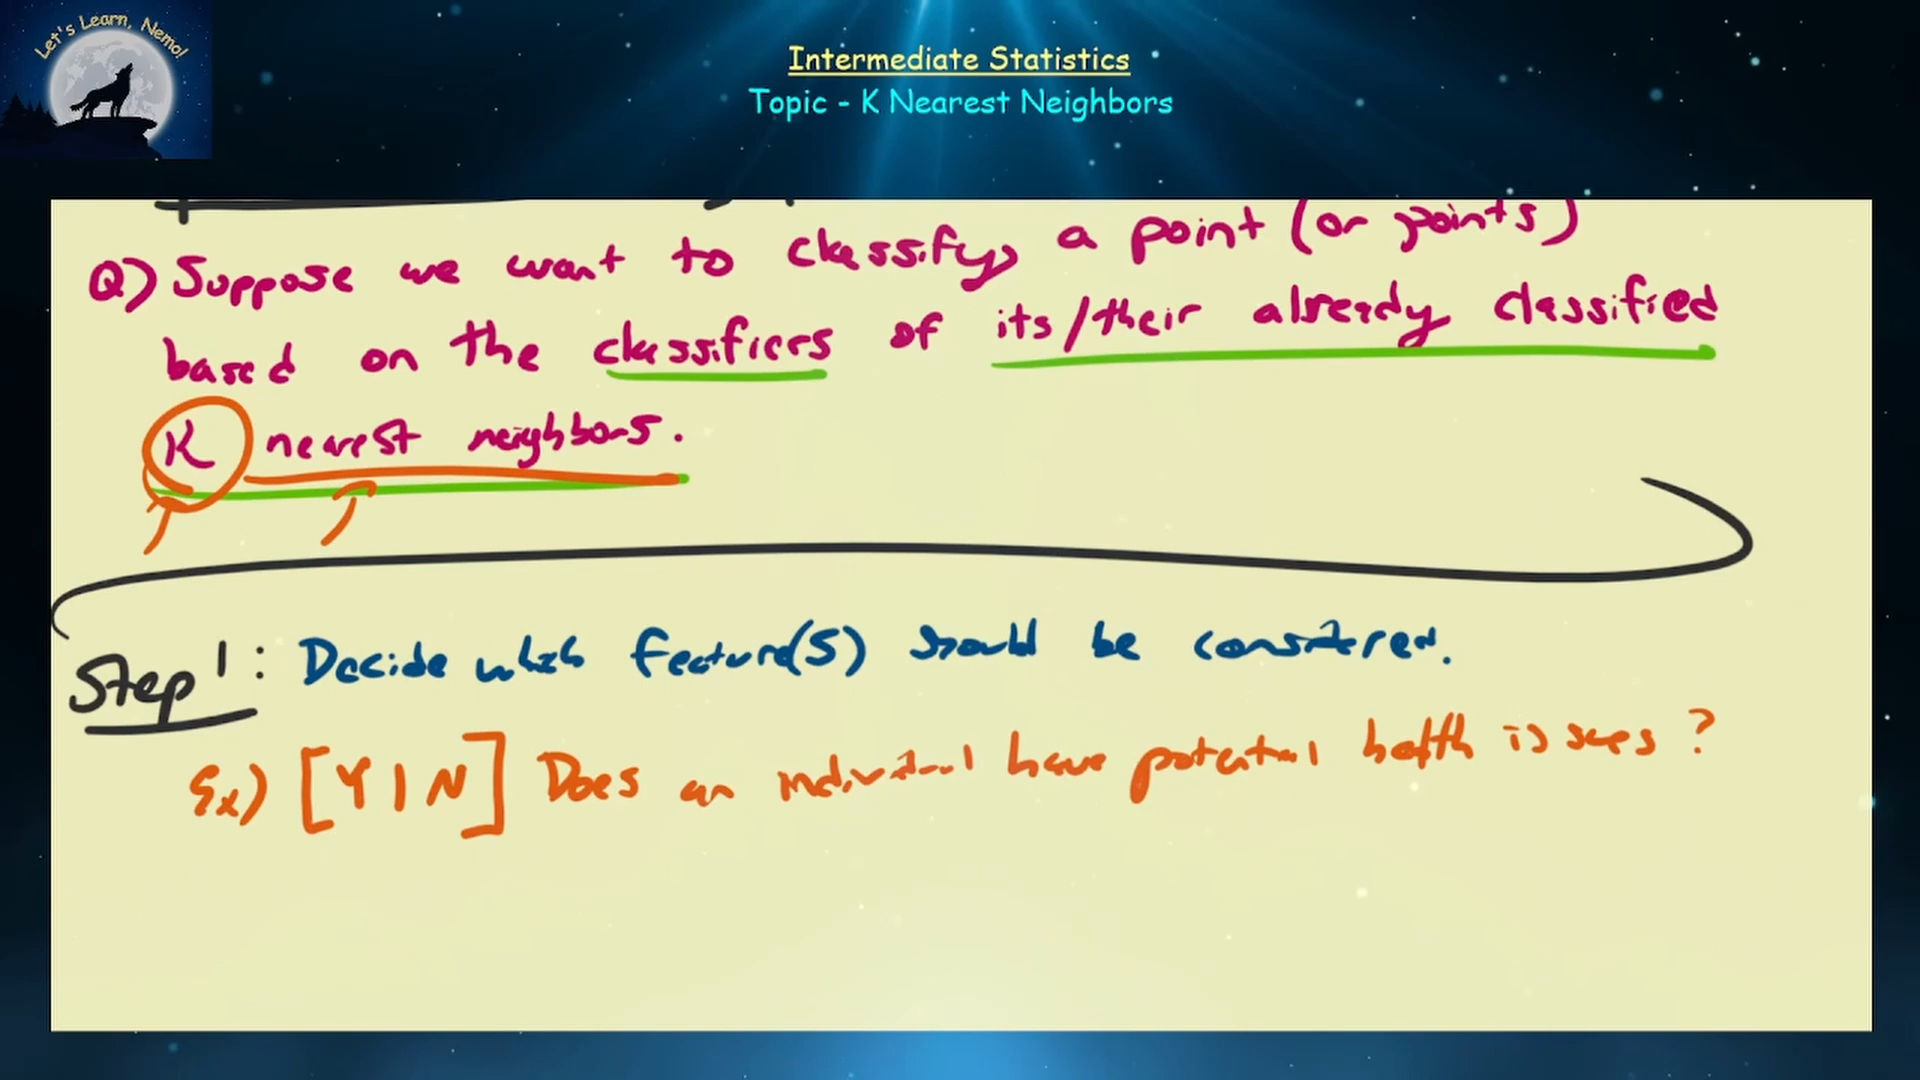 Let's Learn, Nemo!
Intermediate Statistics
Topic - K Nearest Neighbors
Q) Suppose we want to classify a point (or points)
based on the classifiers of its/their already classified
K nearest neighbors.
Step 1: Decide which feature(s) should be considered.
Ex) [Y|N] Does an individual have potential health issues?